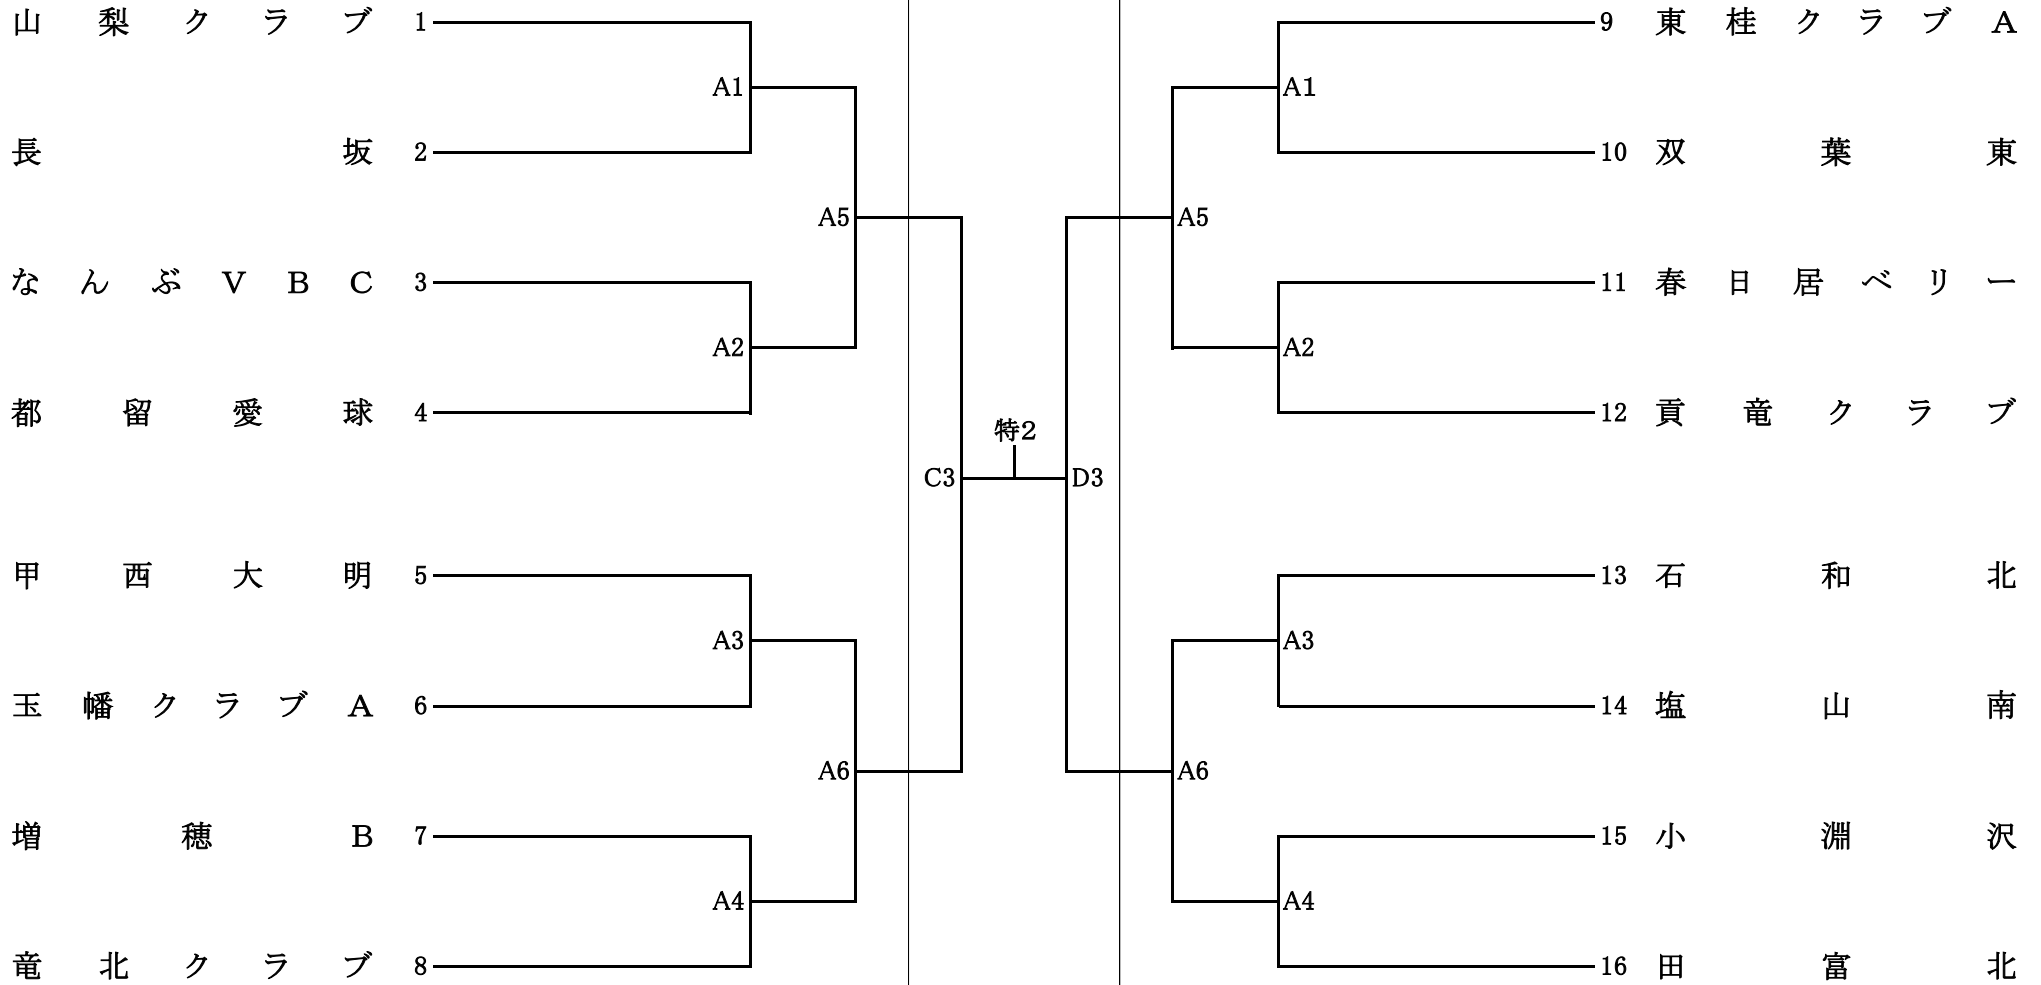 山梨クラブ 1
9 東桂クラブA
A1
A1
長坂 2
10 双葉東
A5
A5
なんぶVBC 3
11 春日居ベリー
A2
A2
都留愛球 4
12 貢竜クラブ
特2
C3
D3
甲西大明 5
13 石和北
A3
A3
玉幡クラブA 6
14 塩山南
A6
A6
増穂B 7
15 小淵沢
A4
A4
竜北クラブ 8
16 田富北